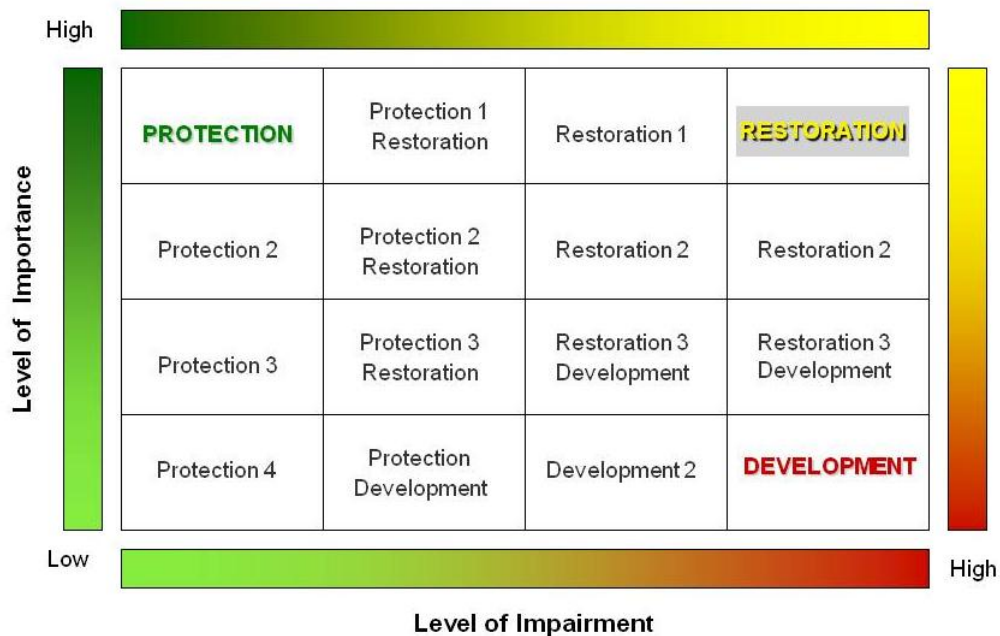 High
PROTECTION
Protection 1
Restoration
Restoration 1
RESTORATION
Protection 2
Protection 2
Restoration
Restoration 2
Restoration 2
Protection 3
Protection 3
Restoration
Restoration 3
Development
Restoration 3
Development
Protection 4
Protection
Development
Development 2
DEVELOPMENT
Level of Importance
Low
High
Level of Impairment